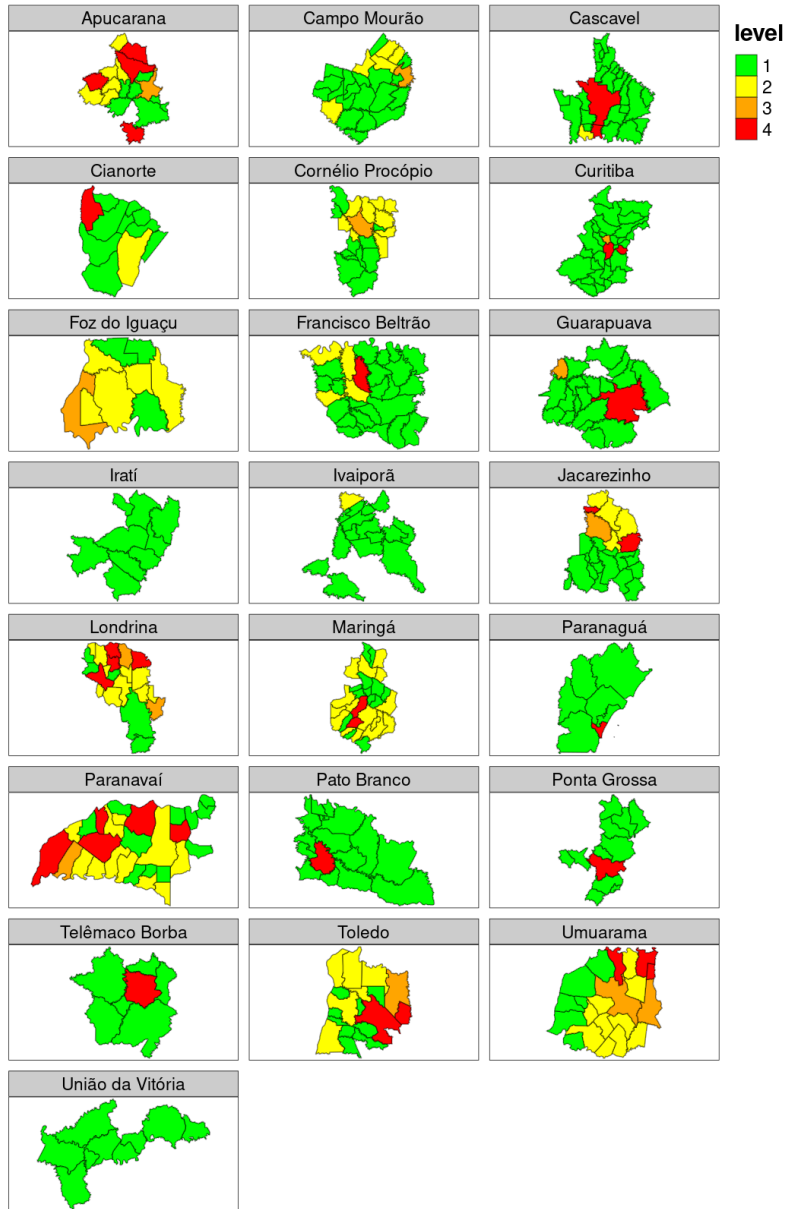 Apucarana
Campo Mourão
Cascavel
level
1
2
3
4
Cianorte
Cornélio Procópio
Curitiba
Foz do Iguaçu
Francisco Beltrão
Guarapuava
Iratí
Ivaiporã
Jacarezinho
Londrina
Maringá
Paranaguá
Paranavaí
Pato Branco
Ponta Grossa
Telêmaco Borba
Toledo
Umuarama
União da Vitória